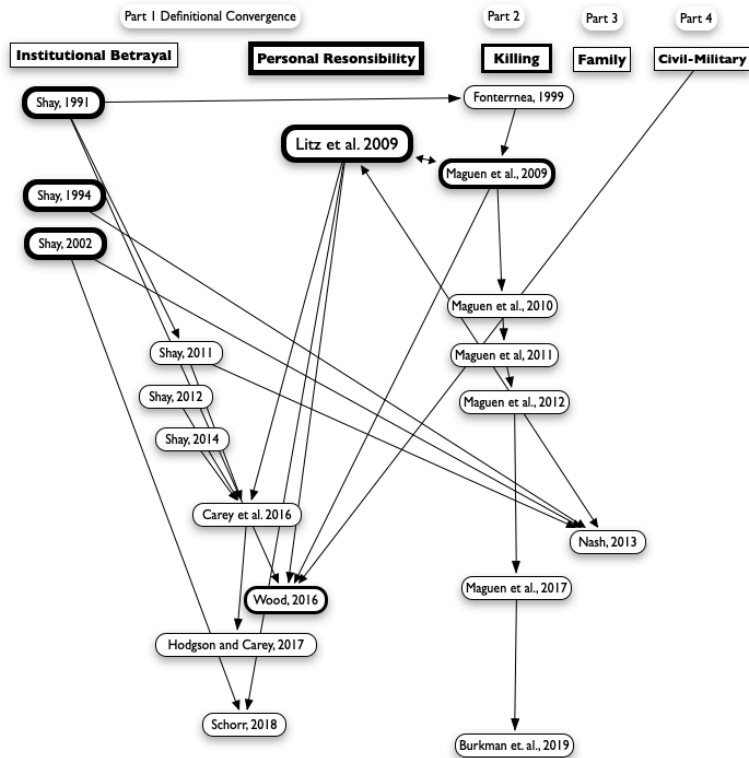 Part 1 Definitional Convergence
Part 2
Part 3
Part 4
Institutional Betrayal
Personal Resonsibility
Killing
Family
Civil-Military
Shay, 1991
Fonterrnea, 1999
Litz et al. 2009
Maguen et al., 2009
Shay, 1994
Shay, 2002
Maguen et al., 2010
Shay, 2011
Maguen et al, 2011
Shay, 2012
Maguen et al., 2012
Shay, 2014
Carey et al. 2016
Nash, 2013
Wood, 2016
Maguen et al., 2017
Hodgson and Carey, 2017
Schorr, 2018
Burkman et. al., 2019